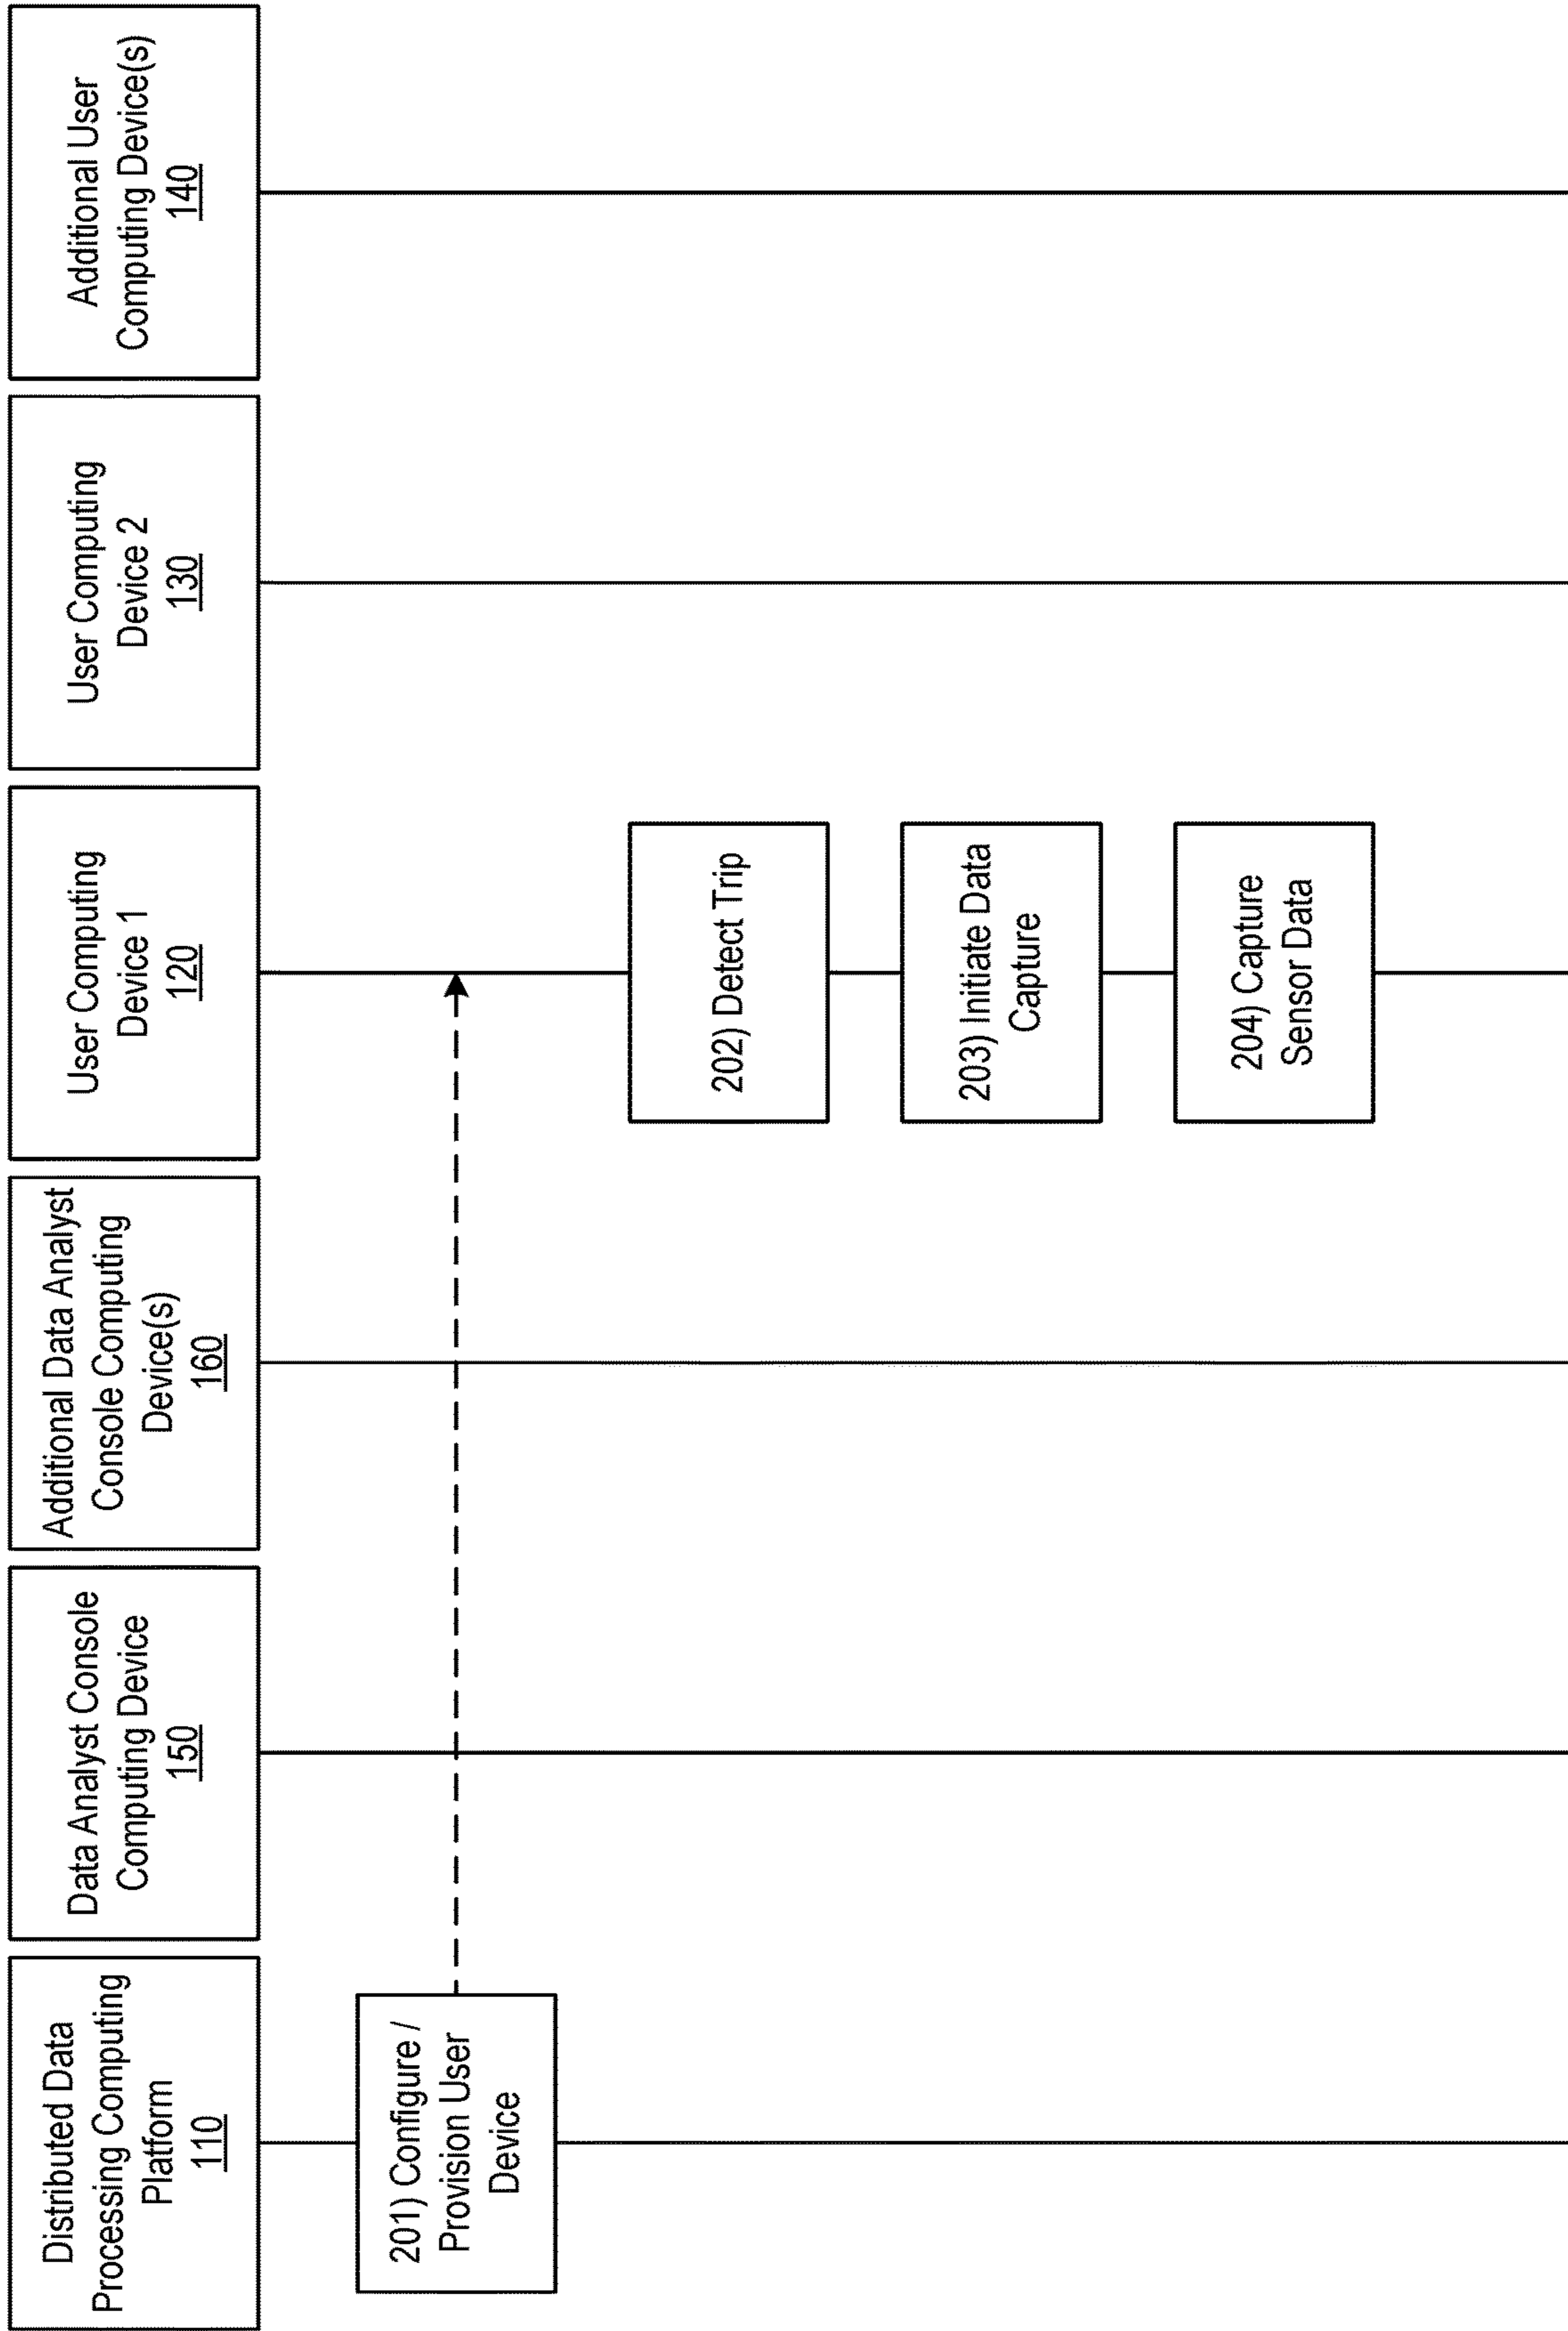 Distributed Data
Processing Computing
Platform
110
Data Analyst Console
Computing Device
150
Additional Data Analyst
Console Computing
Device(s)
160
User Computing
Device 1
120
User Computing
Device 2
130
Additional User
Computing Device(s)
140
201) Configure /
Provision User
Device
202) Detect Trip
203) Initiate Data
Capture
204) Capture
Sensor Data